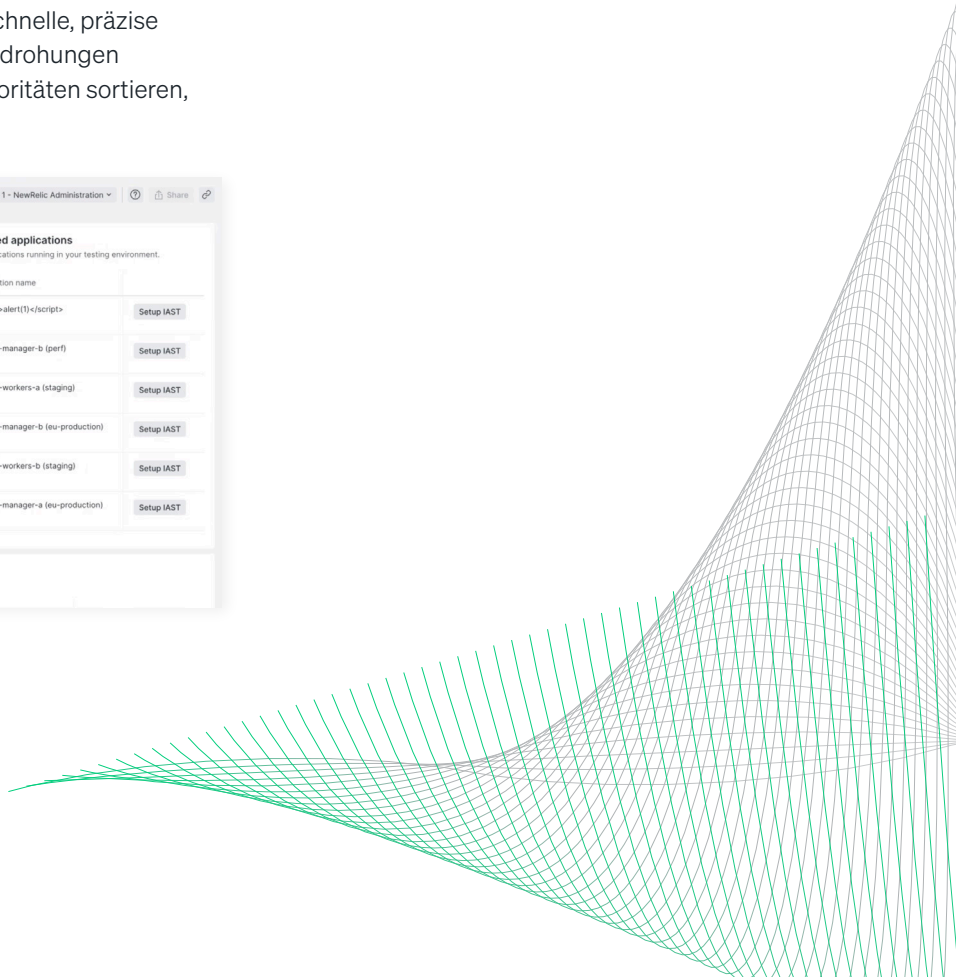 chnelle, präzise
drohungen
oritäten sortieren,
1 - NewRelic Administration
Share
ed applications
cations running in your testing environment.
tion name
>alert(1)</script>
Setup IAST
-manager-b (perf)
Setup IAST
-workers-a (staging)
Setup IAST
-manager-b (eu-production)
Setup IAST
-workers-b (staging)
Setup IAST
-manager-a (eu-production)
Setup IAST